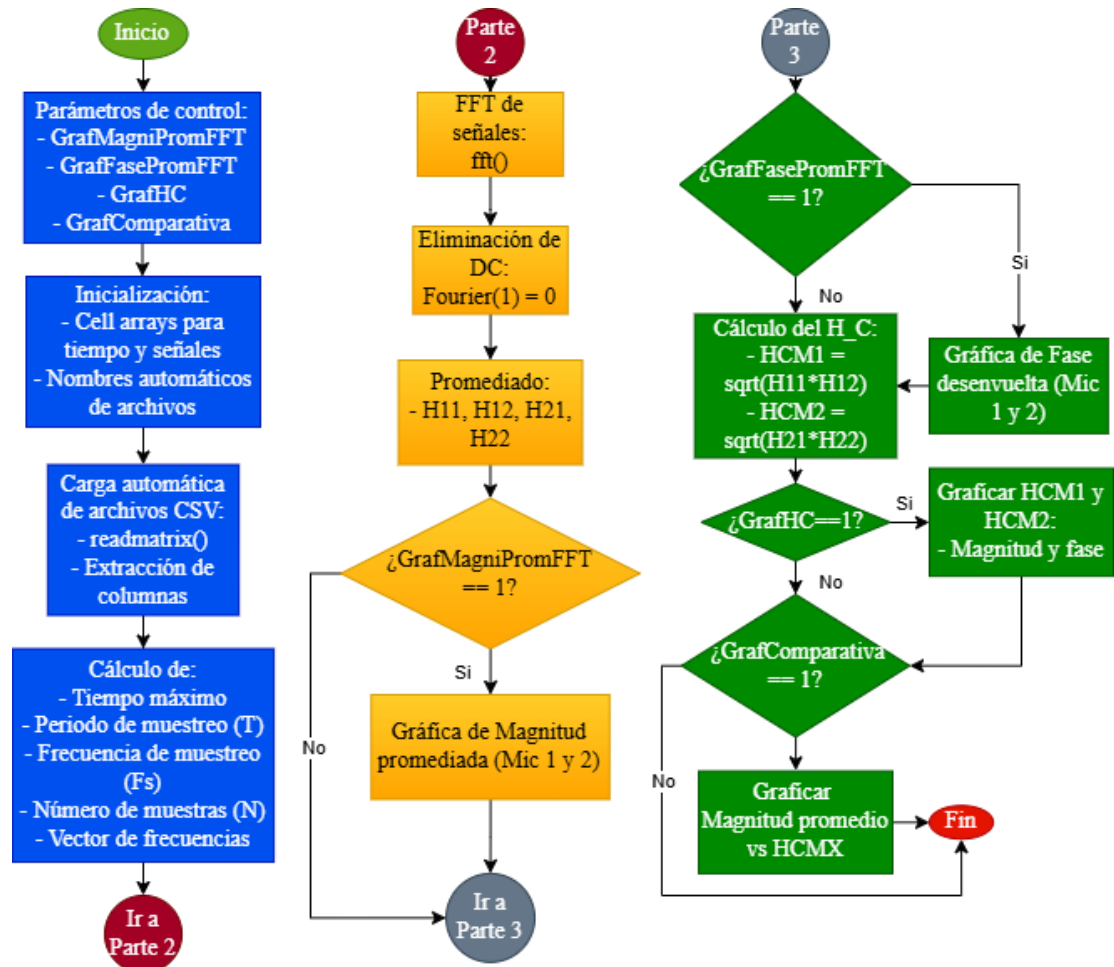 Inicio
Parámetros de control:
- GrafMagniPromFFT
- GrafFasePromFFT
- GrafHC
- GrafComparativa
Inicialización:
- Cell arrays para
tiempo y señales
- Nombres automáticos
de archivos
Carga automática
de archivos CSV:
- readmatrix()
- Extracción de
columnas
Cálculo de:
- Tiempo máximo
- Periodo de muestreo (T)
- Frecuencia de muestreo
(Fs)
- Número de muestras (N)
- Vector de frecuencias
Ir a
Parte 2
Parte
2
FFT de
señales:
fft()
Eliminación de
DC:
Fourier(1) = 0
Promediado:
- H11, H12, H21,
H22
¿GrafMagniPromFFT
== 1?
Si
No
Gráfica de Magnitud
promediada (Mic 1 y 2)
Ir a
Parte 3
Parte
3
¿GrafFasePromFFT
== 1?
Si
No
Gráfica de Fase
desenvuelta (Mic
1 y 2)
Cálculo del H_C:
- HCM1 =
sqrt(H11*H12)
- HCM2 =
sqrt(H21*H22)
¿GrafHC==1?
Si
Graficar HCM1 y
HCM2:
- Magnitud y fase
No
¿GrafComparativa
== 1?
No
Graficar
Magnitud promedio
vs HCMX
Fin